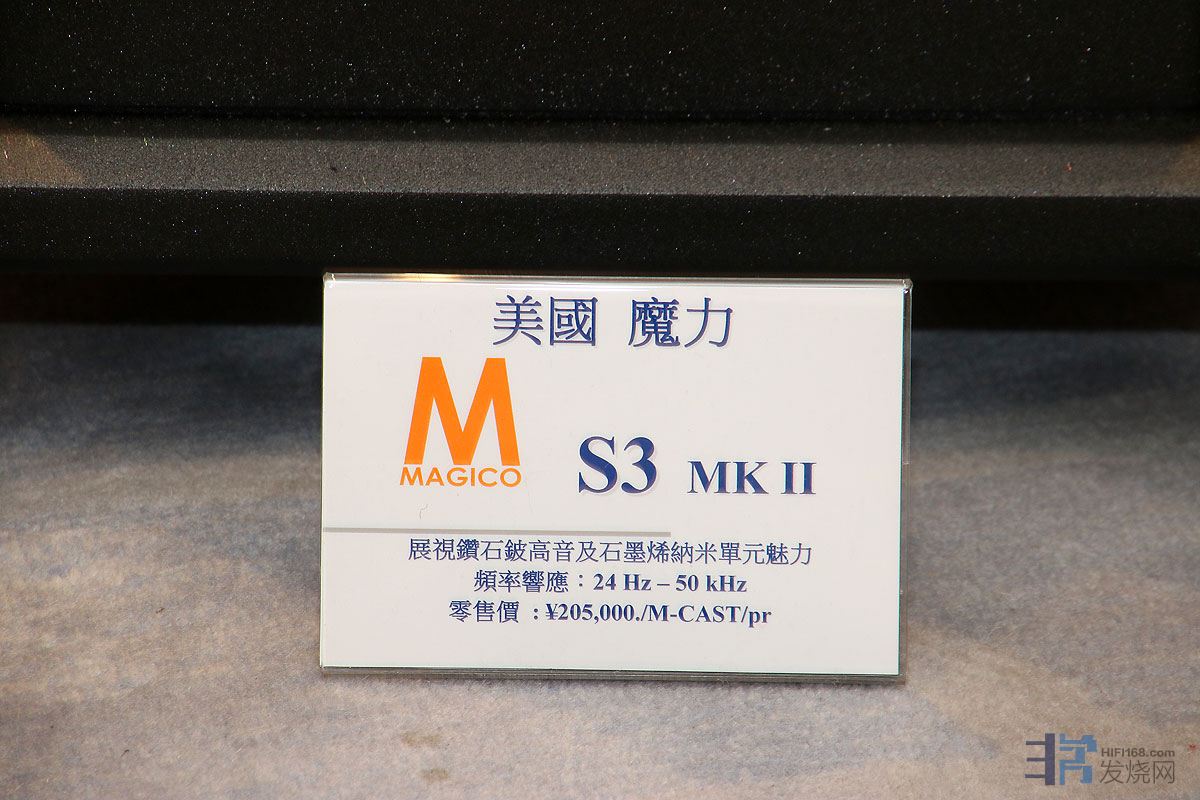 美國 魔力
M
MAGICO
S3 MK II
展視鑽石鈹高音及石墨烯納米單元魅力
頻率響應：24 Hz – 50 kHz
零售價 : ¥205,000./M-CAST/pr
HIFI168.com
发烧网